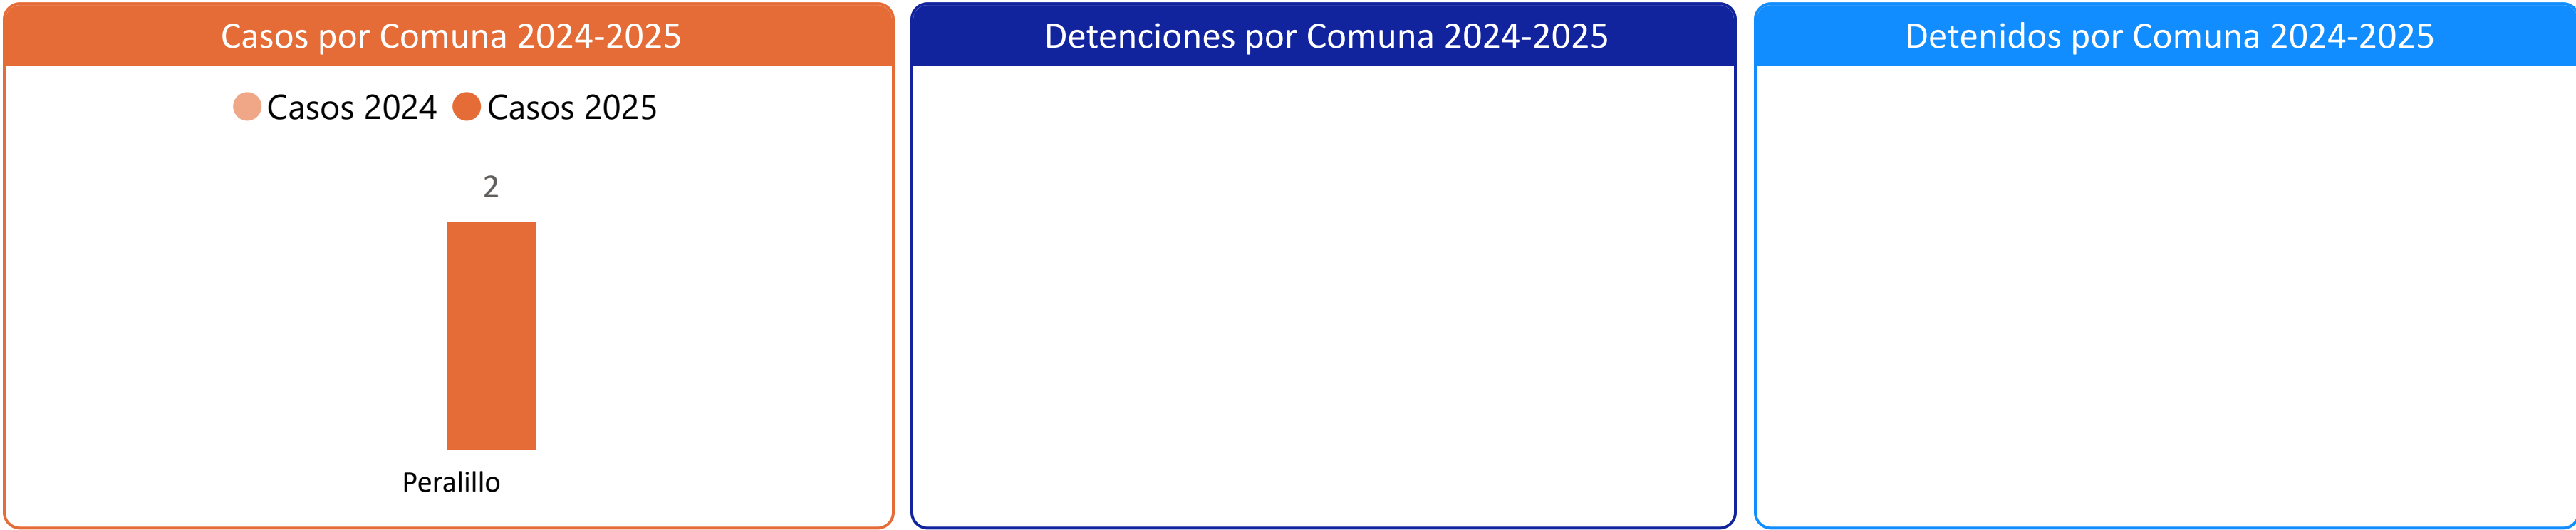 Casos por Comuna 2024-2025
Casos 2024 Casos 2025
2
Peralillo
Detenciones por Comuna 2024-2025
Detenidos por Comuna 2024-2025